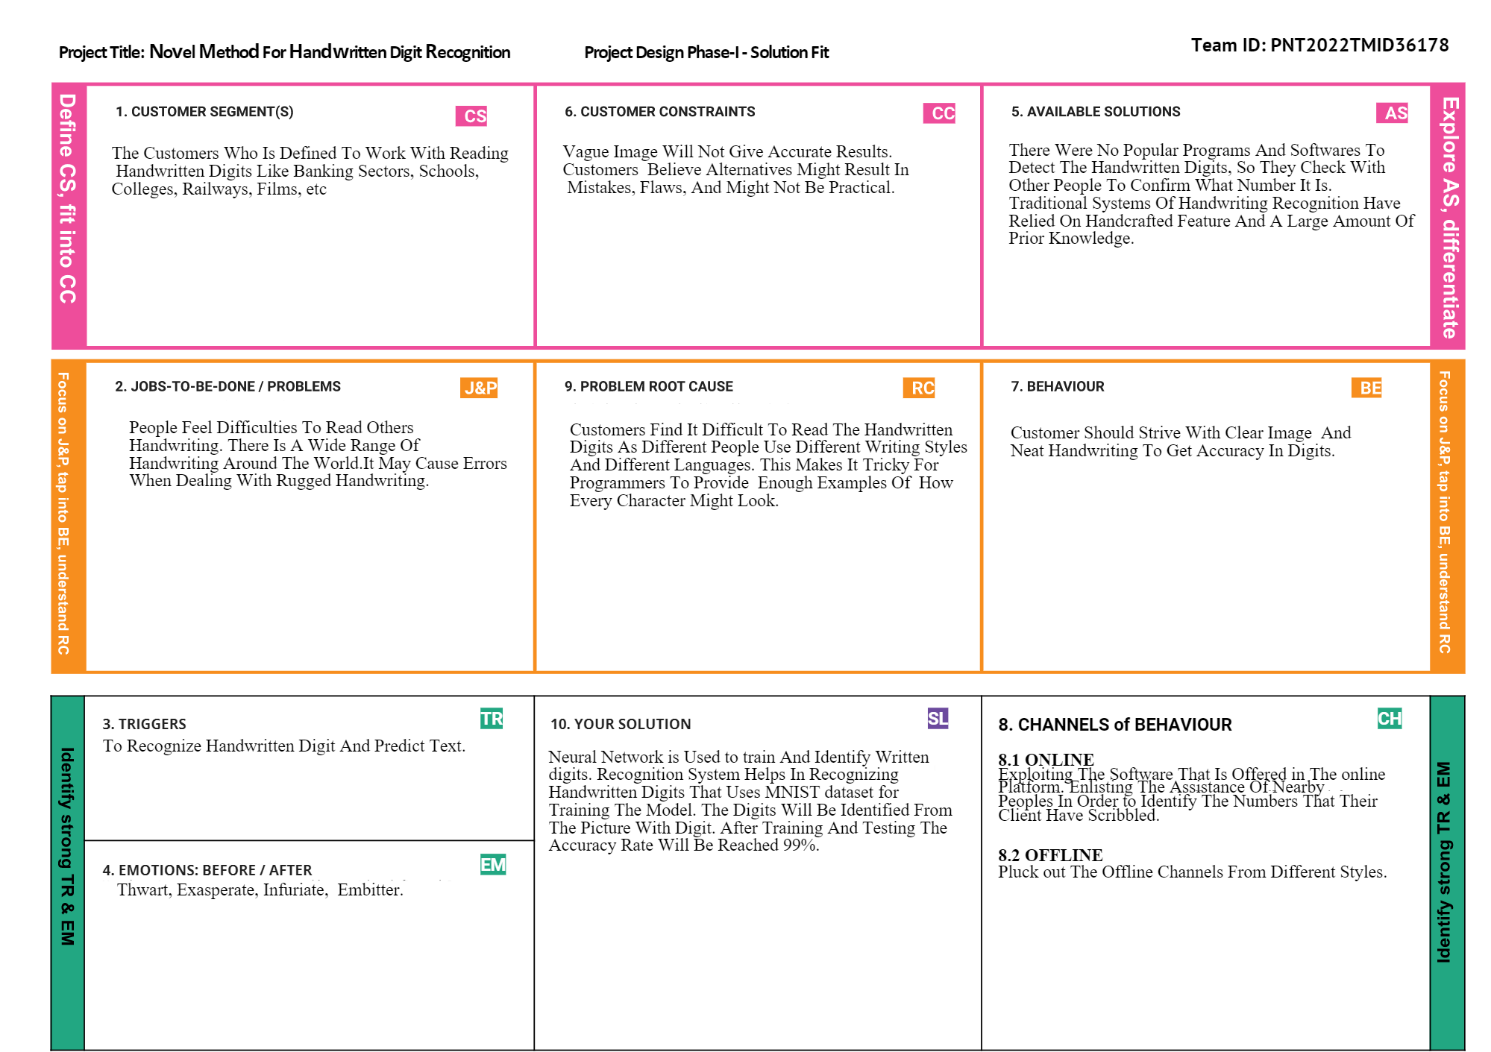 Project Title: Novel Method For Handwritten Digit Recognition
Project Design Phase-I - Solution Fit
Team ID: PNT2022TMID36178
Define CS, fit into CC
1. CUSTOMER SEGMENT(S)
CS
The Customers Who Is Defined To Work With Reading
Handwritten Digits Like Banking Sectors, Schools,
Colleges, Railways, Films, etc
6. CUSTOMER CONSTRAINTS
CC
Vague Image Will Not Give Accurate Results.
Customers Believe Alternatives Might Result In
Mistakes, Flaws, And Might Not Be Practical.
5. AVAILABLE SOLUTIONS
AS
There Were No Popular Programs And Softwares To
Detect The Handwritten Digits, So They Check With
Other People To Confirm What Number It Is.
Traditional Systems Of Handwriting Recognition Have
Relied On Handcrafted Feature And A Large Amount Of
Prior Knowledge.
Explore AS, differentiate
Focus on J&P, tap into BE, understand RC
2. JOBS-TO-BE-DONE / PROBLEMS
J&P
People Feel Difficulties To Read Others
Handwriting. There Is A Wide Range Of
Handwriting Around The World.It May Cause Errors
When Dealing With Rugged Handwriting.
9. PROBLEM ROOT CAUSE
RC
Customers Find It Difficult To Read The Handwritten
Digits As Different People Use Different Writing Styles
And Different Languages. This Makes It Tricky For
Programmers To Provide Enough Examples Of How
Every Character Might Look.
7. BEHAVIOUR
BE
Customer Should Strive With Clear Image And
Neat Handwriting To Get Accuracy In Digits.
Focus on J&P, tap into BE, understand RC
Identify strong TR & EM
3. TRIGGERS
TR
To Recognize Handwritten Digit And Predict Text.
4. EMOTIONS: BEFORE / AFTER
EM
Thwart, Exasperate, Infuriate, Embitter.
10. YOUR SOLUTION
SL
Neural Network is Used to train And Identify Written
digits. Recognition System Helps In Recognizing
Handwritten Digits That Uses MNIST dataset for
Training The Model. The Digits Will Be Identified From
The Picture With Digit. After Training And Testing The
Accuracy Rate Will Be Reached 99%.
8. CHANNELS of BEHAVIOUR
CH
8.1 ONLINE
Exploiting The Software That Is Offered in The online
Platform. Enlisting The Assistance Of Nearby
Peoples In Order to Identify The Numbers That Their
Client Have Scribbled.
8.2 OFFLINE
Pluck out The Offline Channels From Different Styles.
Identify strong TR & EM